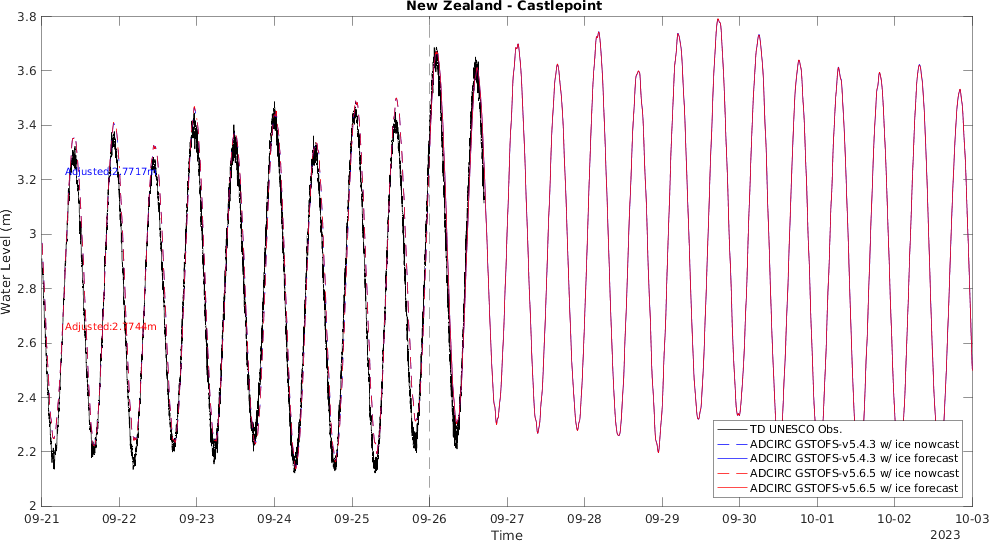 New Zealand - Castlepoint
3.8
3.6
3.4
3.2
3
2.8
2.6
2.4
2.2
2
Water Level (m)
Adjusted:2.7717m
Adjusted:2.7744m
TD UNESCO Obs.
ADCIRC GSTOFS-v5.4.3 w/ ice nowcast
ADCIRC GSTOFS-v5.4.3 w/ ice forecast
ADCIRC GSTOFS-v5.6.5 w/ ice nowcast
ADCIRC GSTOFS-v5.6.5 w/ ice forecast
09-21 09-22 09-23 09-24 09-25 09-26 09-27 09-28 09-29 09-30 10-01 10-02 10-03
Time
2023